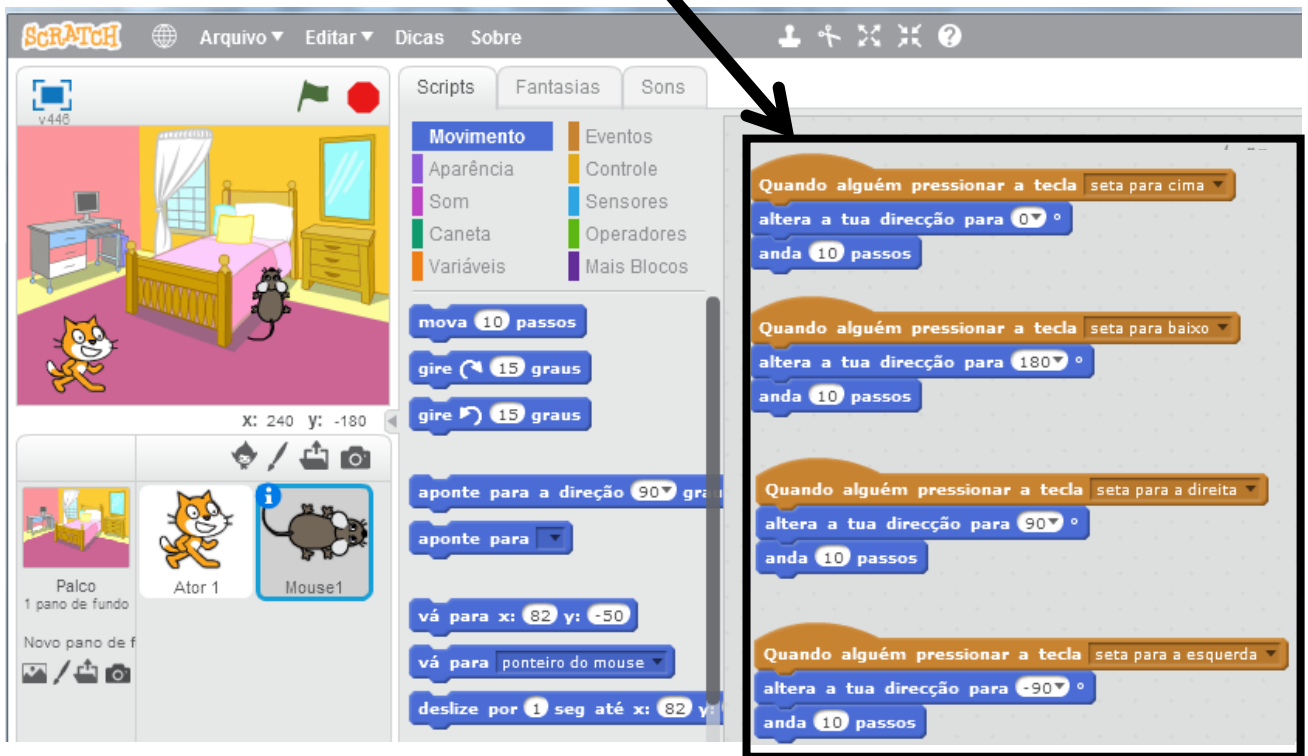 SCRATCH Arquivo Editar Dicas Sobre
v446
x: 240 y: -180
Palco
1 pano de fundo
Novo pano de f
Ator 1
Mouse1
Scripts Fantasias Sons
Movimento Eventos
Aparência Controle
Som Sensores
Caneta Operadores
Variáveis Mais Blocos
mova 10 passos
gire 15 graus
gire 15 graus
aponte para a direção 90 grau
aponte para
vá para x: 82 y: -50
vá para ponteiro do mouse
deslize por 1 seg até x: 82 y:
Quando alguém pressionar a tecla seta para cima
altera a tua direcção para 0 °
anda 10 passos
Quando alguém pressionar a tecla seta para baixo
altera a tua direcção para 180 °
anda 10 passos
Quando alguém pressionar a tecla seta para a direita
altera a tua direcção para 90 °
anda 10 passos
Quando alguém pressionar a tecla seta para a esquerda
altera a tua direcção para -90 °
anda 10 passos